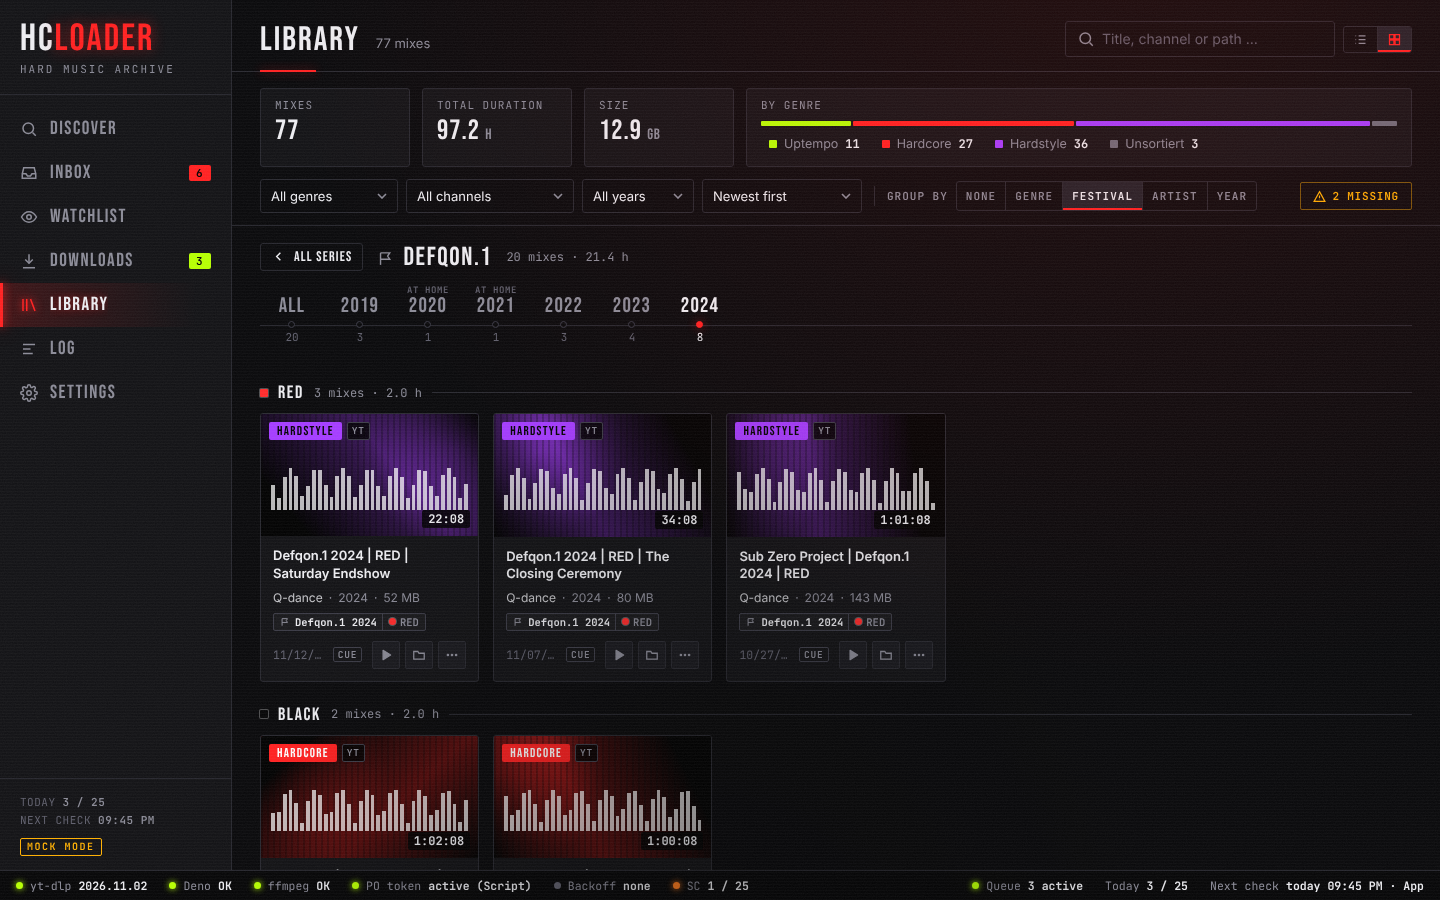 HCLOADER
HARD MUSIC ARCHIVE
DISCOVER
INBOX 6
WATCHLIST
DOWNLOADS 3
LIBRARY
LOG
SETTINGS
TODAY 3 / 25
NEXT CHECK 09:45 PM
MOCK MODE
LIBRARY 77 mixes
Title, channel or path ...
MIXES
77
TOTAL DURATION
97.2 H
SIZE
12.9 GB
BY GENRE
Uptempo 11 Hardcore 27 Hardstyle 36 Unsortiert 3
All genres All channels All years Newest first GROUP BY NONE GENRE FESTIVAL ARTIST YEAR 2 MISSING
ALL SERIES DEFQON.1 20 mixes · 21.4 h
AT HOME AT HOME
ALL 2019 2020 2021 2022 2023 2024
20 3 1 1 3 4 8
RED 3 mixes · 2.0 h
HARDSTYLE YT
22:08
Defqon.1 2024 | RED |
Saturday Endshow
Q-dance · 2024 · 52 MB
Defqon.1 2024 RED
11/12/… CUE
HARDSTYLE YT
34:08
Defqon.1 2024 | RED | The
Closing Ceremony
Q-dance · 2024 · 80 MB
Defqon.1 2024 RED
11/07/… CUE
HARDSTYLE YT
1:01:08
Sub Zero Project | Defqon.1
2024 | RED
Q-dance · 2024 · 143 MB
Defqon.1 2024 RED
10/27/… CUE
BLACK 2 mixes · 2.0 h
HARDCORE YT
1:02:08
HARDCORE YT
1:00:08
yt-dlp 2026.11.02 Deno OK ffmpeg OK PO token active (Script) Backoff none SC 1 / 25 Queue 3 active Today 3 / 25 Next check today 09:45 PM · App